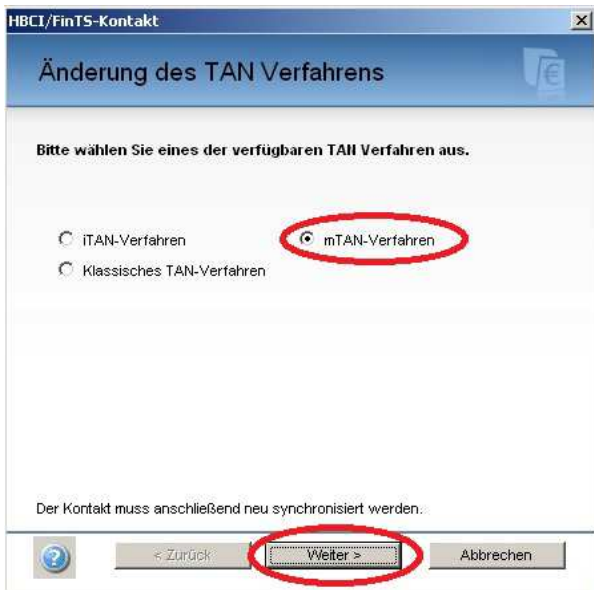 HBCI/FinTS-Kontakt
Änderung des TAN Verfahrens
Bitte wählen Sie eines der verfügbaren TAN Verfahren aus.
iTAN-Verfahren
mTAN-Verfahren
Klassisches TAN-Verfahren
Der Kontakt muss anschließend neu synchronisiert werden.
< Zurück
Weiter >
Abbrechen